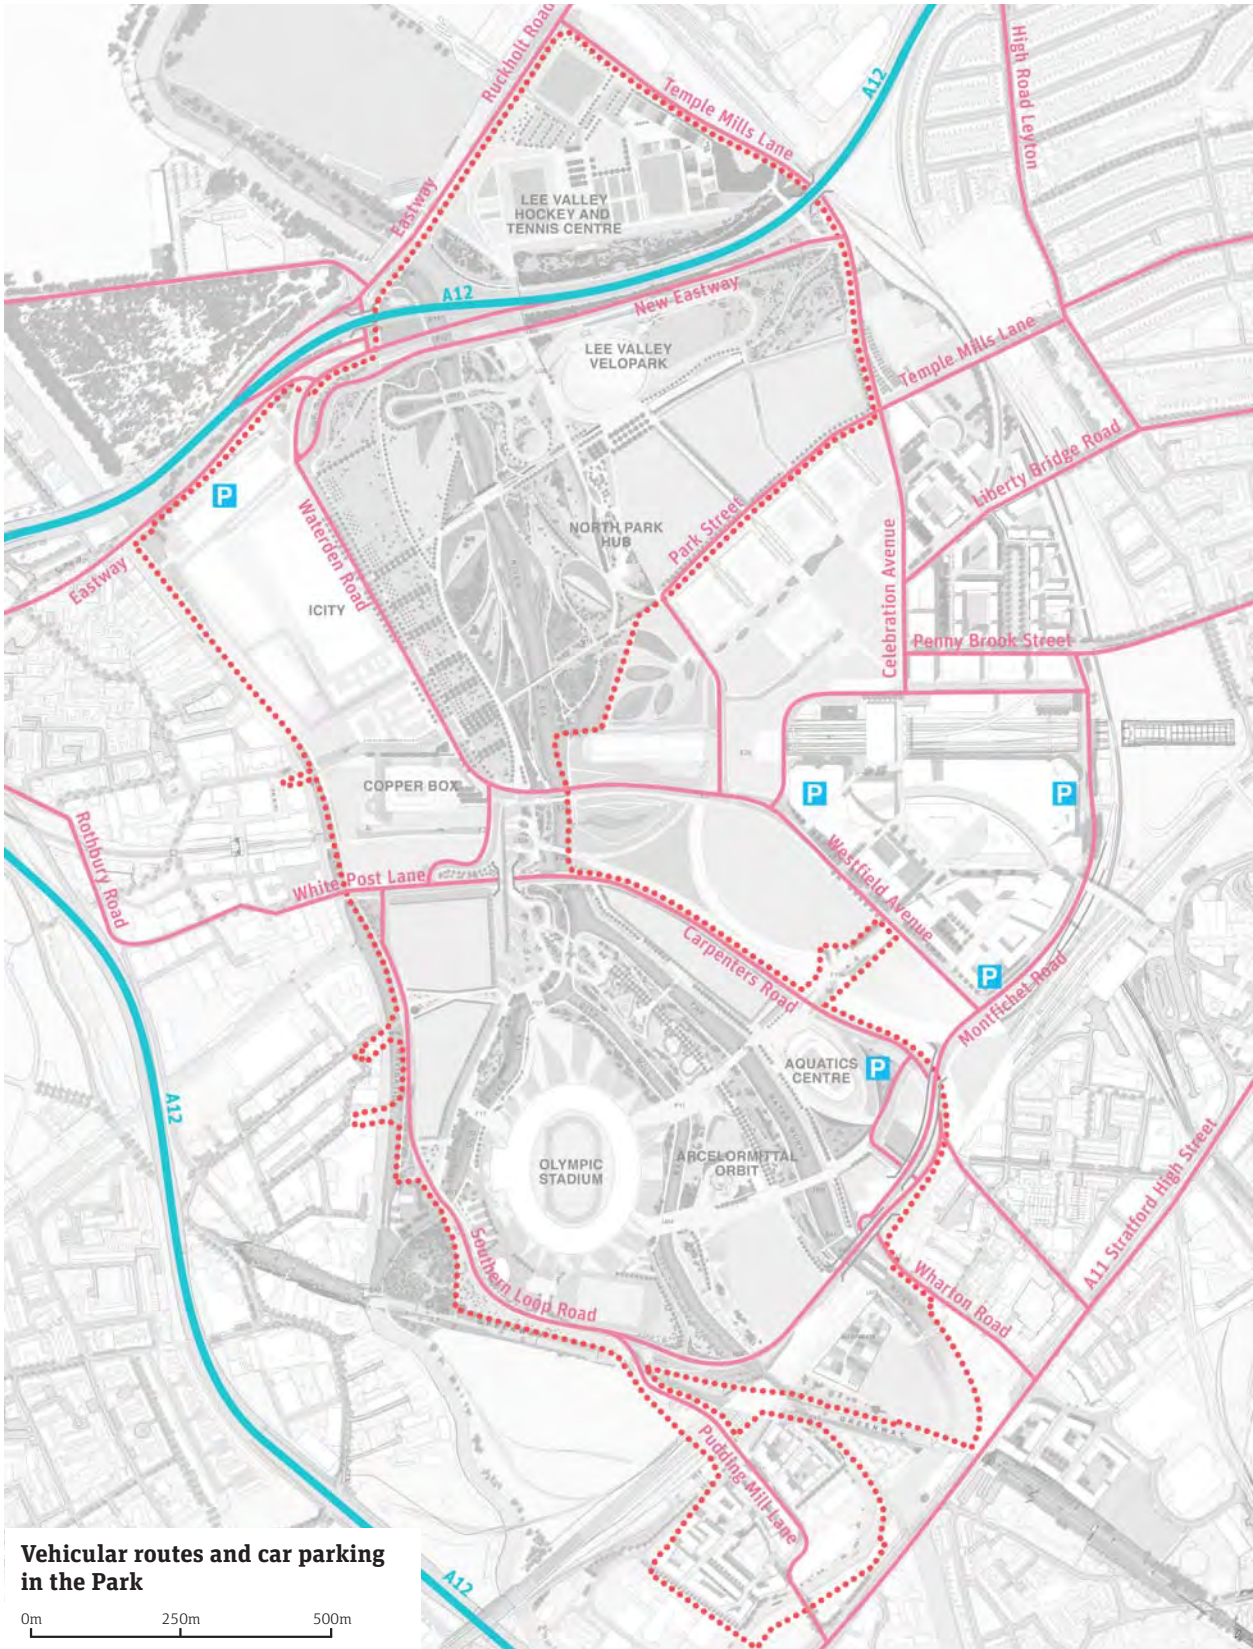 Ruckholt Road
Temple Mills Lane
A12
High Road Leyton
Eastway
LEE VALLEY
HOCKEY AND
TENNIS CENTRE
A12
New Eastway
LEE VALLEY
VELOPARK
Temple Mills Lane
Liberty Bridge Road
P
Waterden Road
NORTH PARK
HUB
Park Street
Eastway
ICITY
Celebration Avenue
Penny Brook Street
COPPER BOX
P
P
Rothbury Road
White Post Lane
Westfield Avenue
Carpenters Road
P
Montfichet Road
AQUATICS
CENTRE
P
A12
OLYMPIC
STADIUM
ARCELORMITTAL
ORBIT
A11 Stratford High Street
Southern Loop Road
Wharton Road
GREENWAY
Pudding Mill Lane
A12
Vehicular routes and car parking
in the Park
0m 250m 500m